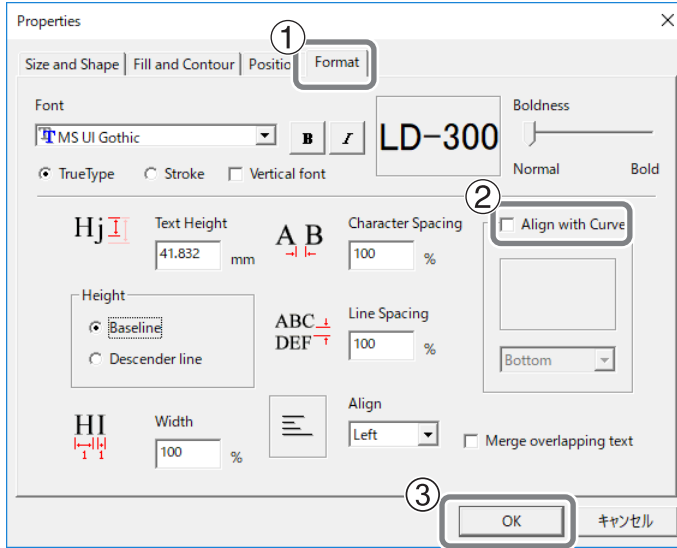 Properties
①
Size and Shape Fill and Contour Positio Format
Font
MS UI Gothic B I
LD-300
Boldness
Normal Bold
TrueType Stroke Vertical font
②
Hj Text Height
41.832 mm
A B Character Spacing
100 %
Align with Curve
Height
Baseline
Descender line
ABC
DEF
Line Spacing
100 %
Bottom
HI
1 1
Width
100 %
Align
Left
Merge overlapping text
③
OK キャンセル